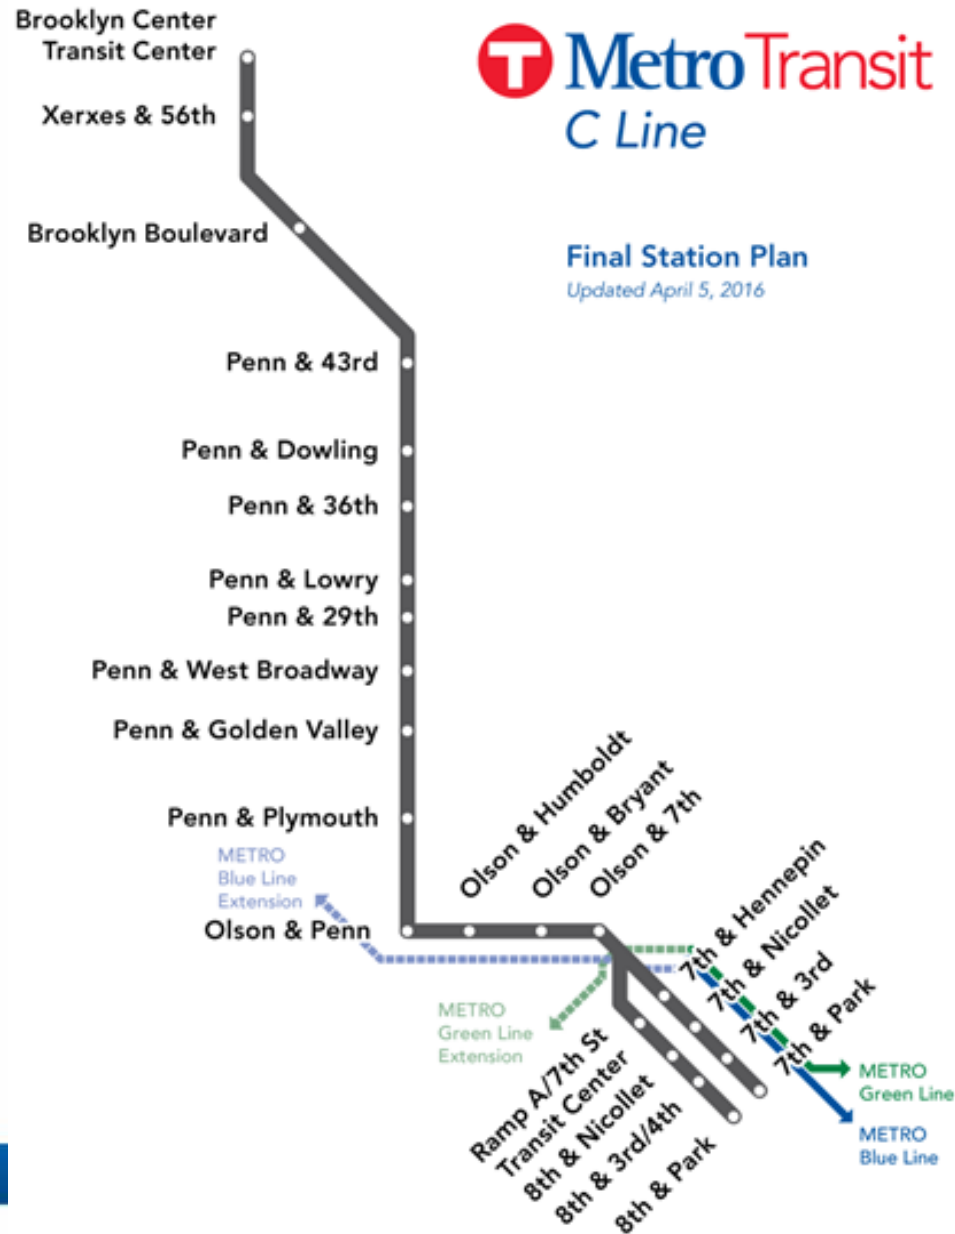 Brooklyn Center
Transit Center
Xerxes & 56th
Brooklyn Boulevard
Penn & 43rd
Penn & Dowling
Penn & 36th
Penn & Lowry
Penn & 29th
Penn & West Broadway
Penn & Golden Valley
Penn & Plymouth
Olson & Penn
T MetroTransit
C Line
Final Station Plan
Updated April 5, 2016
METRO
Blue Line
Extension
Olson & Humboldt
Olson & Bryant
Olson & 7th
7th & Hennepin
7th & Nicollet
7th & 3rd
7th & Park
METRO
Green Line
Extension
Ramp A/7th St
Transit Center
8th & Nicollet
8th & 3rd/4th
8th & Park
METRO
Green Line
METRO
Blue Line